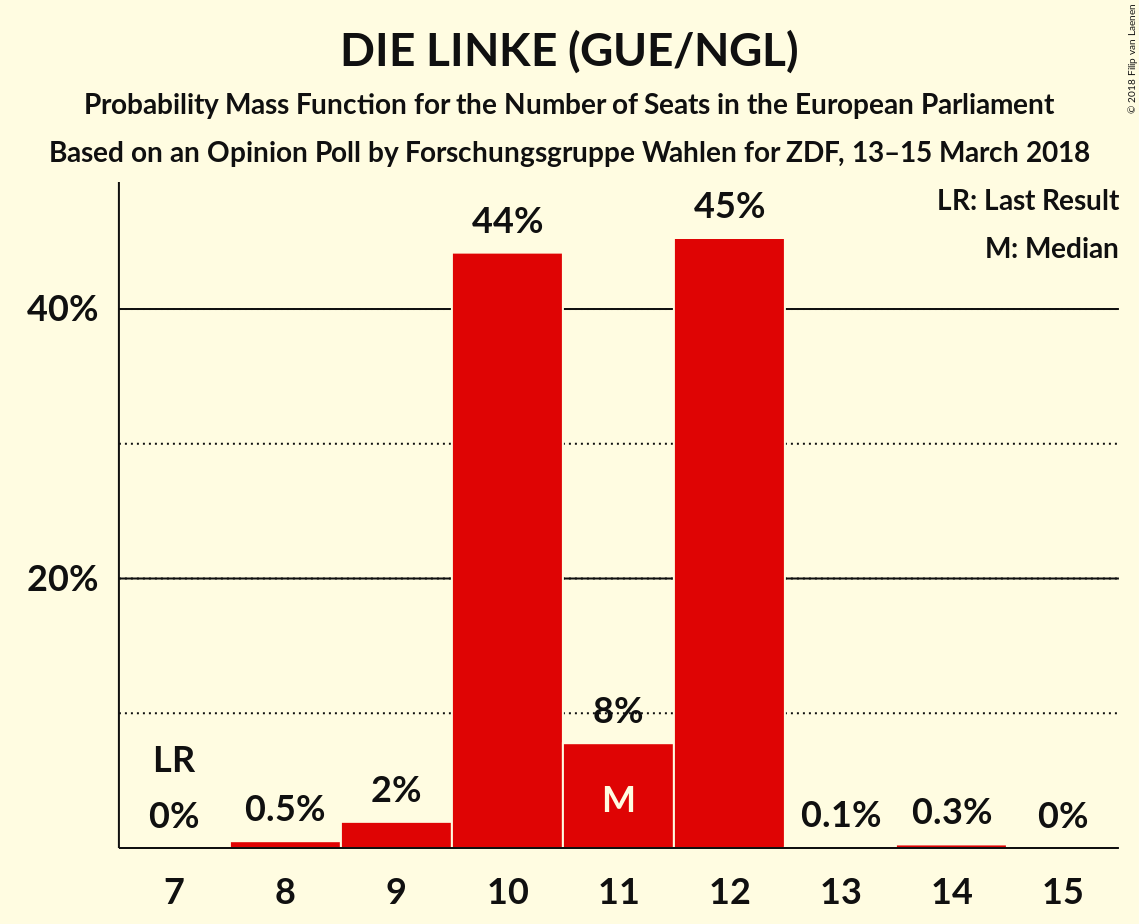 DIE LINKE (GUE/NGL)
Probability Mass Function for the Number of Seats in the European Parliament
Based on an Opinion Poll by Forschungsgruppe Wahlen for ZDF, 13–15 March 2018
© 2018 Filip van Laenen
LR: Last Result
M: Median
40%
20%
LR
0%
0.5%
2%
44%
8%
M
45%
0.1%
0.3%
0%
7 8 9 10 11 12 13 14 15